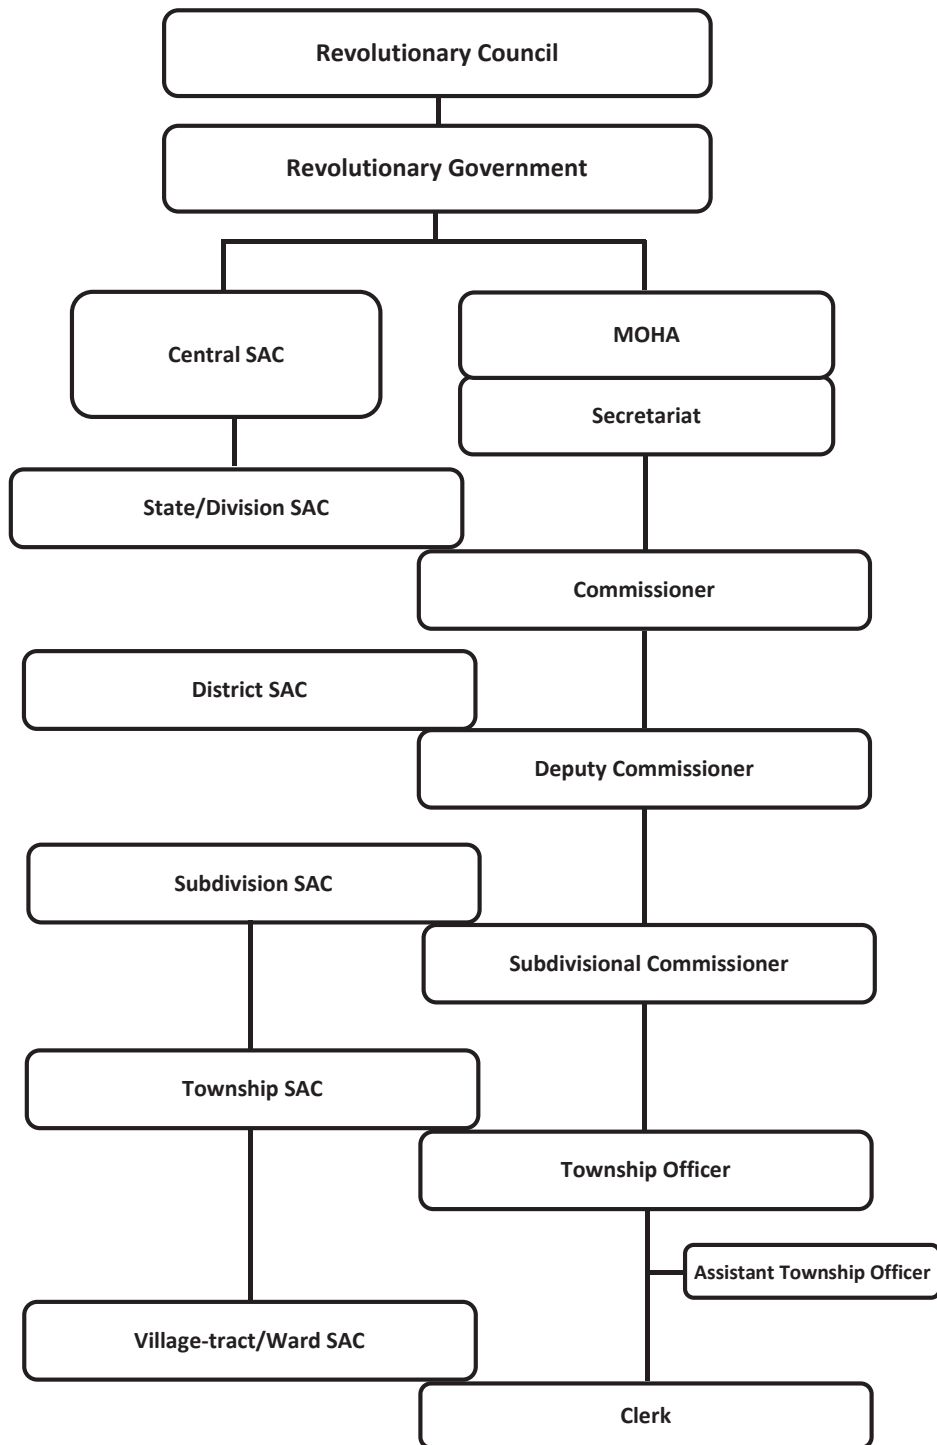 Revolutionary Council
Revolutionary Government
Central SAC
MOHA
Secretariat
State/Division SAC
Commissioner
District SAC
Deputy Commissioner
Subdivision SAC
Subdivisional Commissioner
Township SAC
Township Officer
Assistant Township Officer
Village-tract/Ward SAC
Clerk